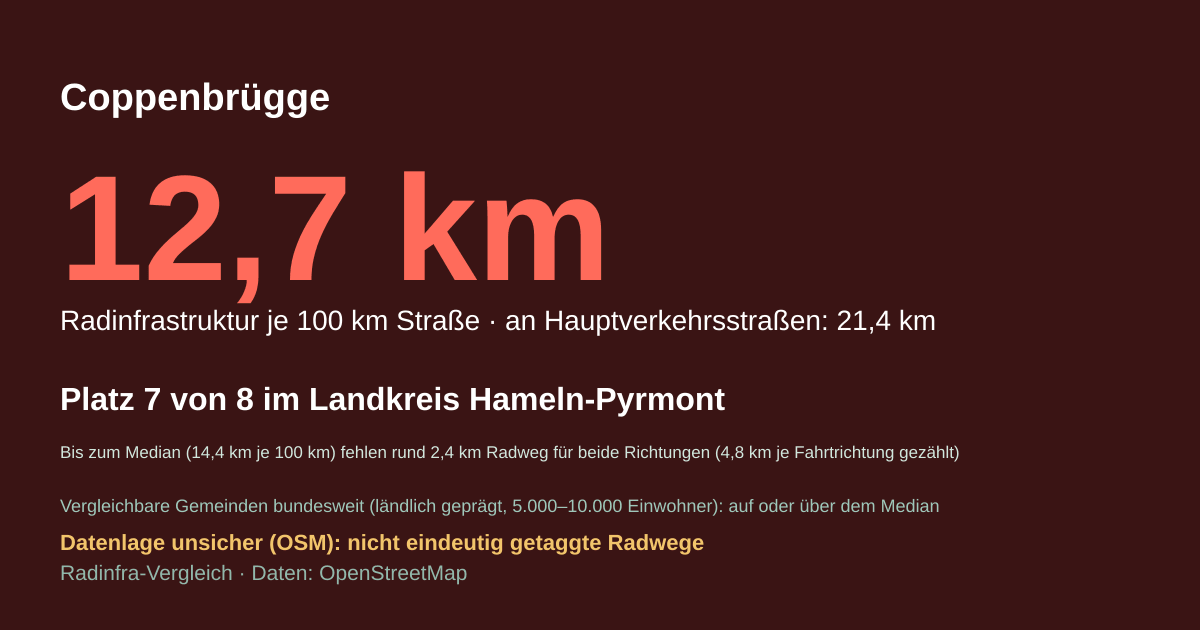 Coppenbrügge
12,7 km
Radinfrastruktur je 100 km Straße · an Hauptverkehrsstraßen: 21,4 km
Platz 7 von 8 im Landkreis Hameln-Pyrmont
Bis zum Median (14,4 km je 100 km) fehlen rund 2,4 km Radweg für beide Richtungen (4,8 km je Fahrtrichtung gezählt)
Vergleichbare Gemeinden bundesweit (ländlich geprägt, 5.000–10.000 Einwohner): auf oder über dem Median
Datenlage unsicher (OSM): nicht eindeutig getaggte Radwege
Radinfra-Vergleich · Daten: OpenStreetMap